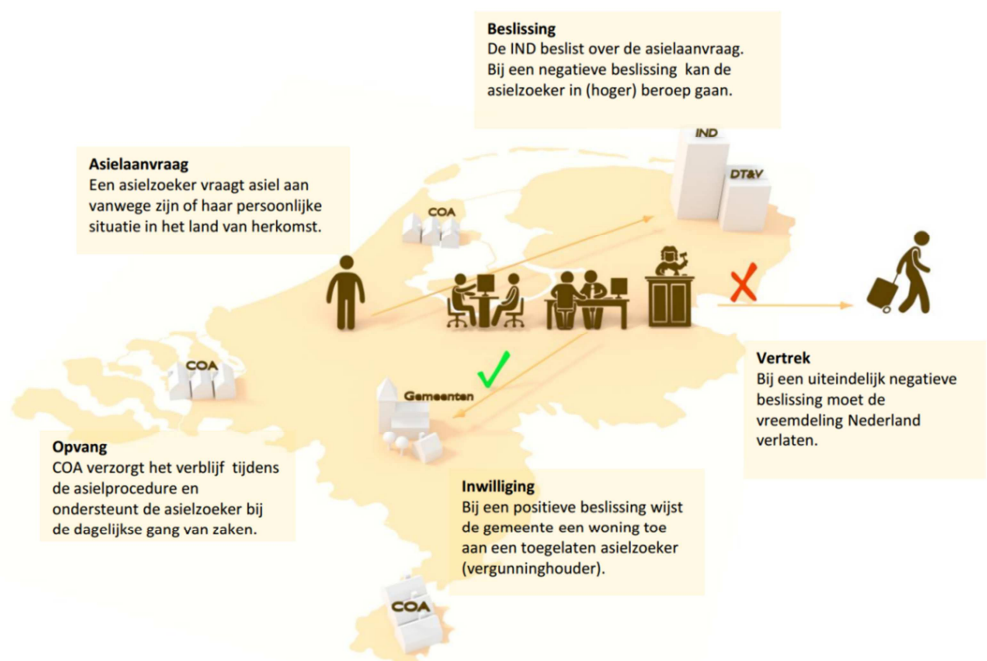 Beslissing
De IND beslist over de asielaanvraag.
Bij een negatieve beslissing kan de
asielzoeker in (hoger) beroep gaan.
IND
DT&V
Asielaanvraag
Een asielzoeker vraagt asiel aan
vanwege zijn of haar persoonlijke
situatie in het land van herkomst.
COA
COA
Gemeenten
Vertrek
Bij een uiteindelijk negatieve
beslissing moet de
vreemdeling Nederland
verlaten.
Opvang
COA verzorgt het verblijf tijdens
de asielprocedure en
ondersteunt de asielzoeker bij
de dagelijkse gang van zaken.
Inwilliging
Bij een positieve beslissing wijst
de gemeente een woning toe
aan een toegelaten asielzoeker
(vergunninghouder).
COA